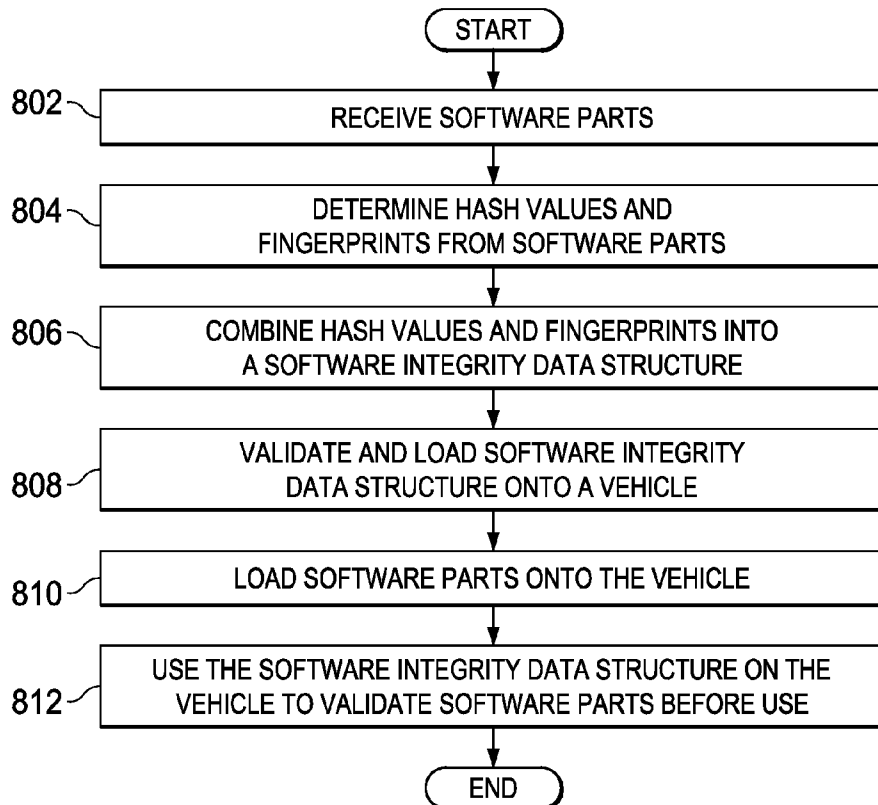 START
802
RECEIVE SOFTWARE PARTS
804
DETERMINE HASH VALUES AND
FINGERPRINTS FROM SOFTWARE PARTS
806
COMBINE HASH VALUES AND FINGERPRINTS INTO
A SOFTWARE INTEGRITY DATA STRUCTURE
808
VALIDATE AND LOAD SOFTWARE INTEGRITY
DATA STRUCTURE ONTO A VEHICLE
810
LOAD SOFTWARE PARTS ONTO THE VEHICLE
812
USE THE SOFTWARE INTEGRITY DATA STRUCTURE ON THE
VEHICLE TO VALIDATE SOFTWARE PARTS BEFORE USE
END